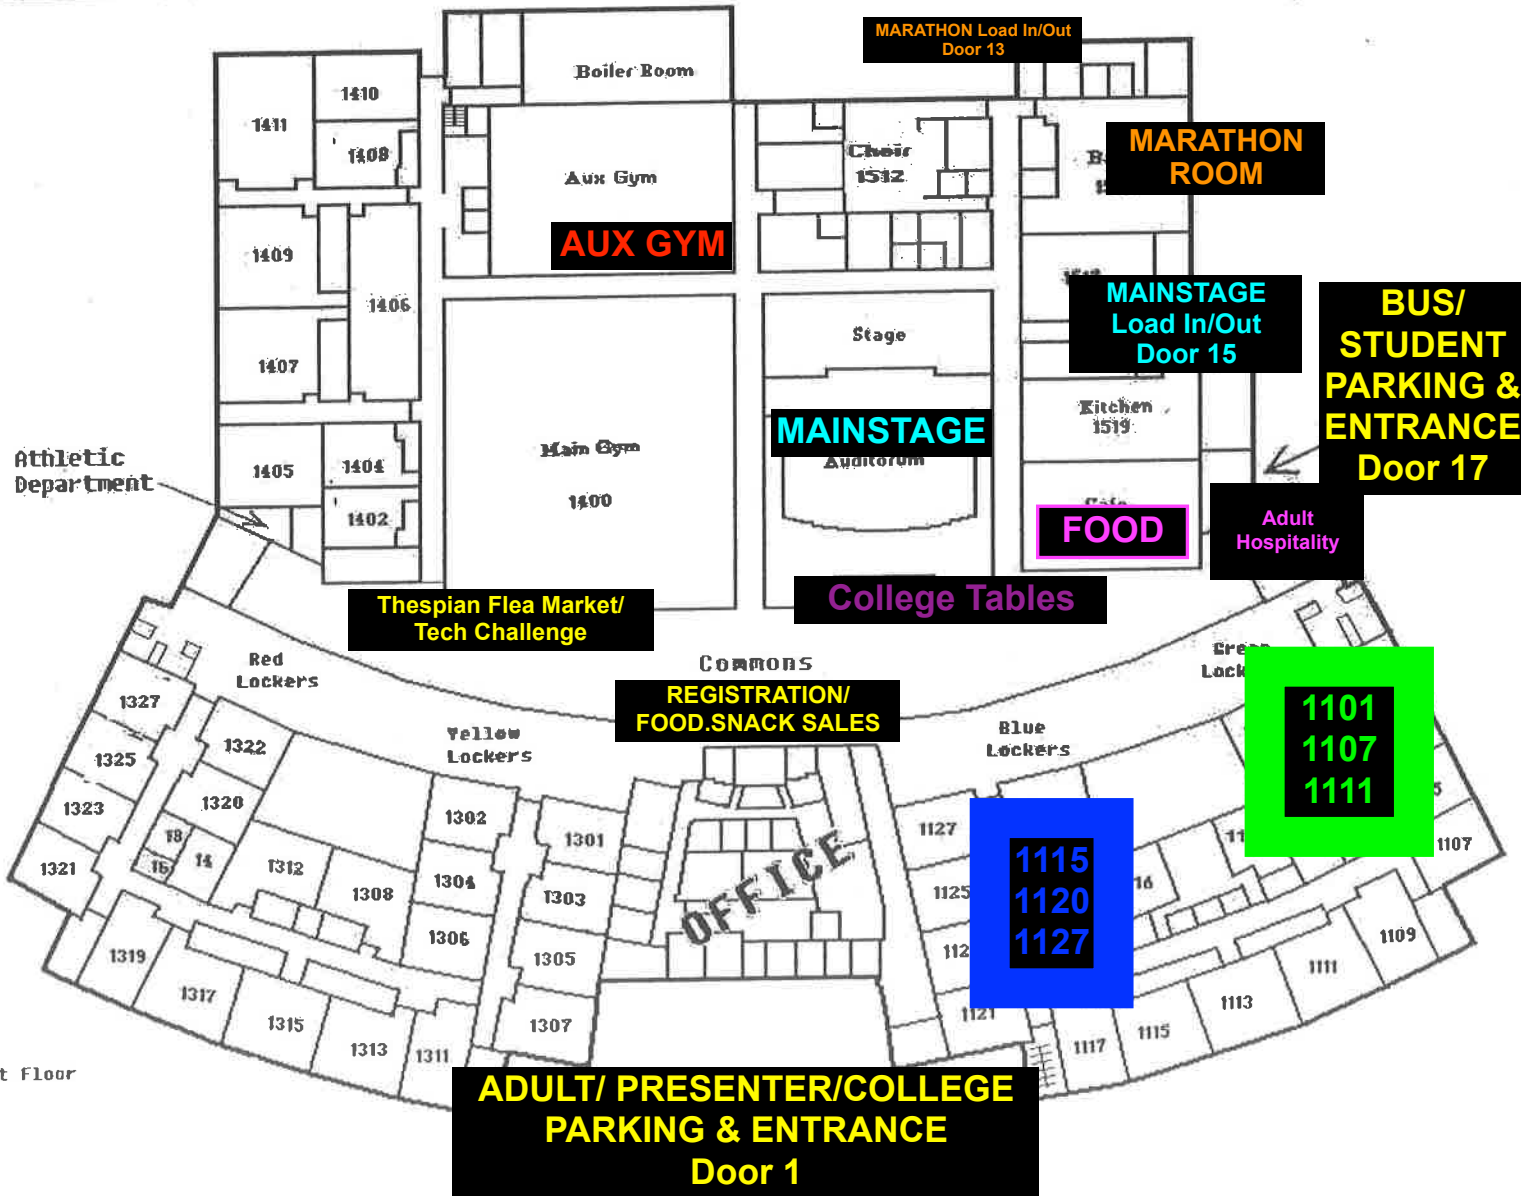 MARATHON Load In/Out
Door 13
Boiler Room
1410
1411
1408
Choir
1512
MARATHON
ROOM
Aux Gym
AUX GYM
1409
1406
1407
Stage
MAINSTAGE
Load In/Out
Door 15
BUS/
STUDENT
PARKING &
ENTRANCE
Door 17
Kitchen
1519
MAINSTAGE
Auditorum
Main Gym
1400
Athletic
Department
1405
1404
1402
FOOD
Adult
Hospitality
College Tables
Thespian Flea Market/
Tech Challenge
Commons
Red
Lockers
REGISTRATION/
FOOD.SNACK SALES
Yellow
Lockers
Blue
Lockers
1101
1107
1111
1327
1325
1323
1321
1322
1320
18
16
14
1312
1308
1302
1304
1306
1301
1303
1305
1307
OFFICE
1127
1125
1121
1115
1120
1127
16
1107
1109
1111
1113
1115
1117
1319
1317
1315
1313
1311
t Floor
ADULT/ PRESENTER/COLLEGE
PARKING & ENTRANCE
Door 1